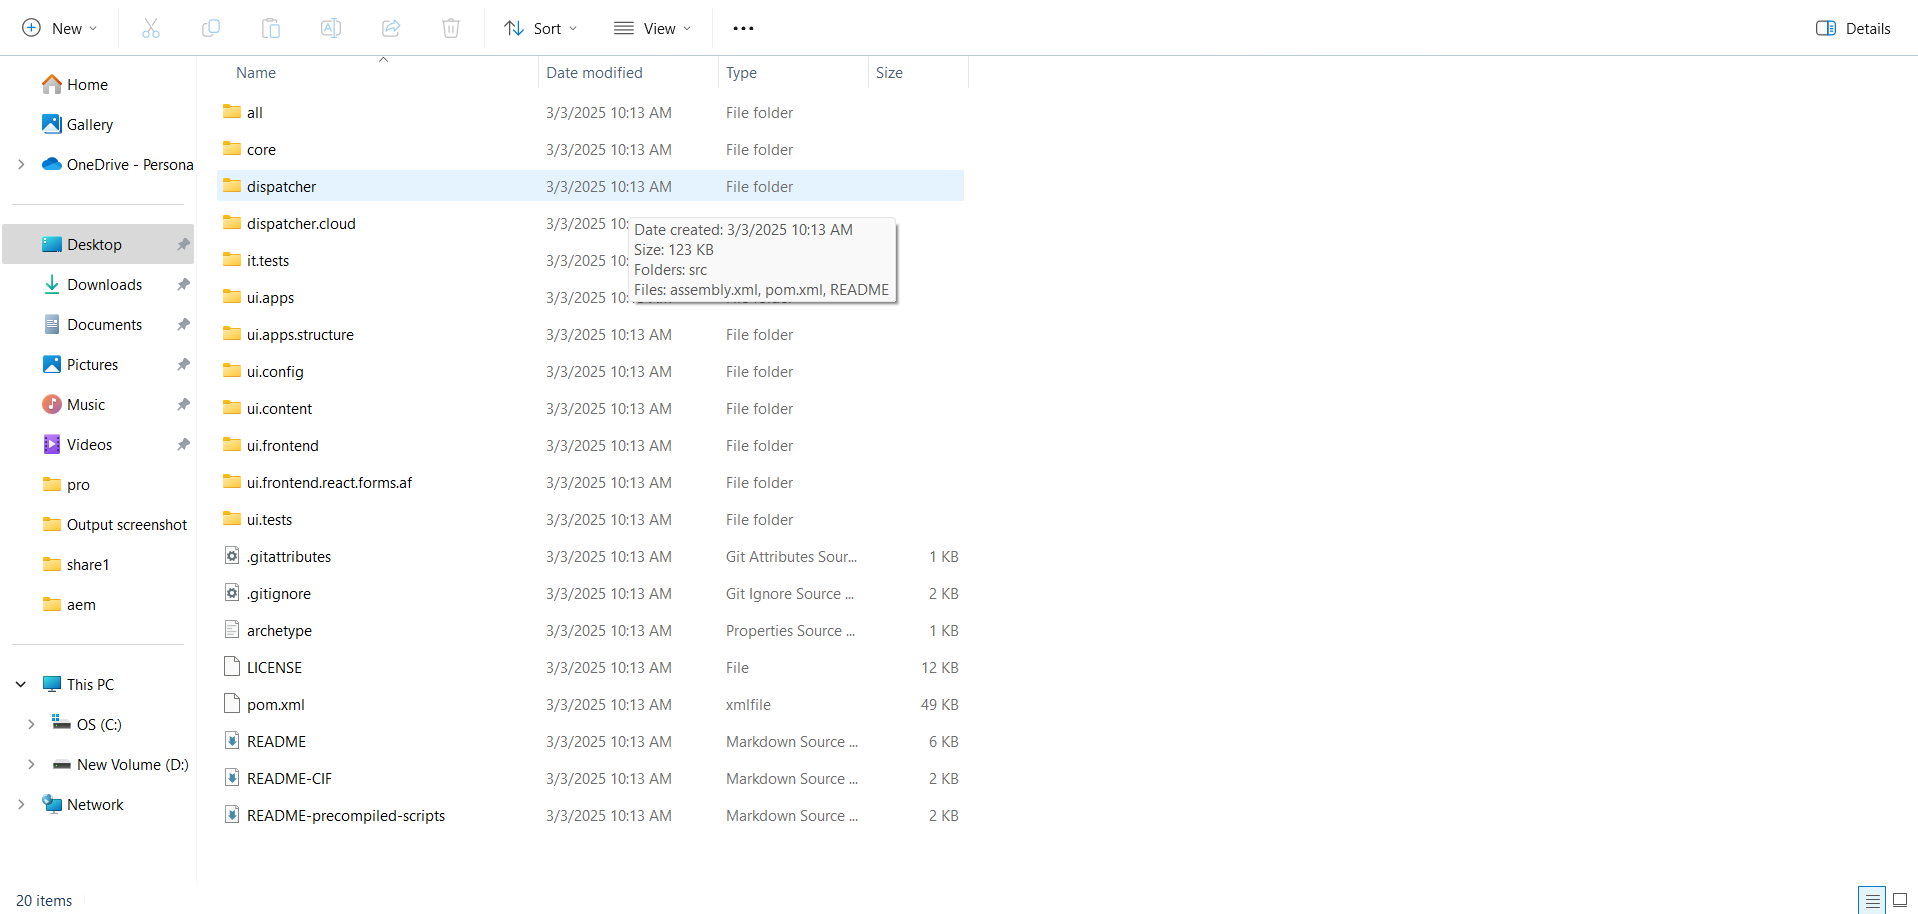 New Sort View Details
Name Date modified Type Size
Home
Gallery
OneDrive - Persona
Desktop
Downloads
Documents
Pictures
Music
Videos
pro
Output screenshot
share1
aem
This PC
OS (C:)
New Volume (D:)
Network
all 3/3/2025 10:13 AM File folder
core 3/3/2025 10:13 AM File folder
dispatcher 3/3/2025 10:13 AM File folder
dispatcher.cloud 3/3/2025 10:
it.tests 3/3/2025 10:
ui.apps 3/3/2025 10:
Date created: 3/3/2025 10:13 AM
Size: 123 KB
Folders: src
Files: assembly.xml, pom.xml, README
ui.apps.structure 3/3/2025 10:13 AM File folder
ui.config 3/3/2025 10:13 AM File folder
ui.content 3/3/2025 10:13 AM File folder
ui.frontend 3/3/2025 10:13 AM File folder
ui.frontend.react.forms.af 3/3/2025 10:13 AM File folder
ui.tests 3/3/2025 10:13 AM File folder
.gitattributes 3/3/2025 10:13 AM Git Attributes Sour... 1 KB
.gitignore 3/3/2025 10:13 AM Git Ignore Source ... 2 KB
archetype 3/3/2025 10:13 AM Properties Source ... 1 KB
LICENSE 3/3/2025 10:13 AM File 12 KB
pom.xml 3/3/2025 10:13 AM xmlfile 49 KB
README 3/3/2025 10:13 AM Markdown Source ... 6 KB
README-CIF 3/3/2025 10:13 AM Markdown Source ... 2 KB
README-precompiled-scripts 3/3/2025 10:13 AM Markdown Source ... 2 KB
20 items